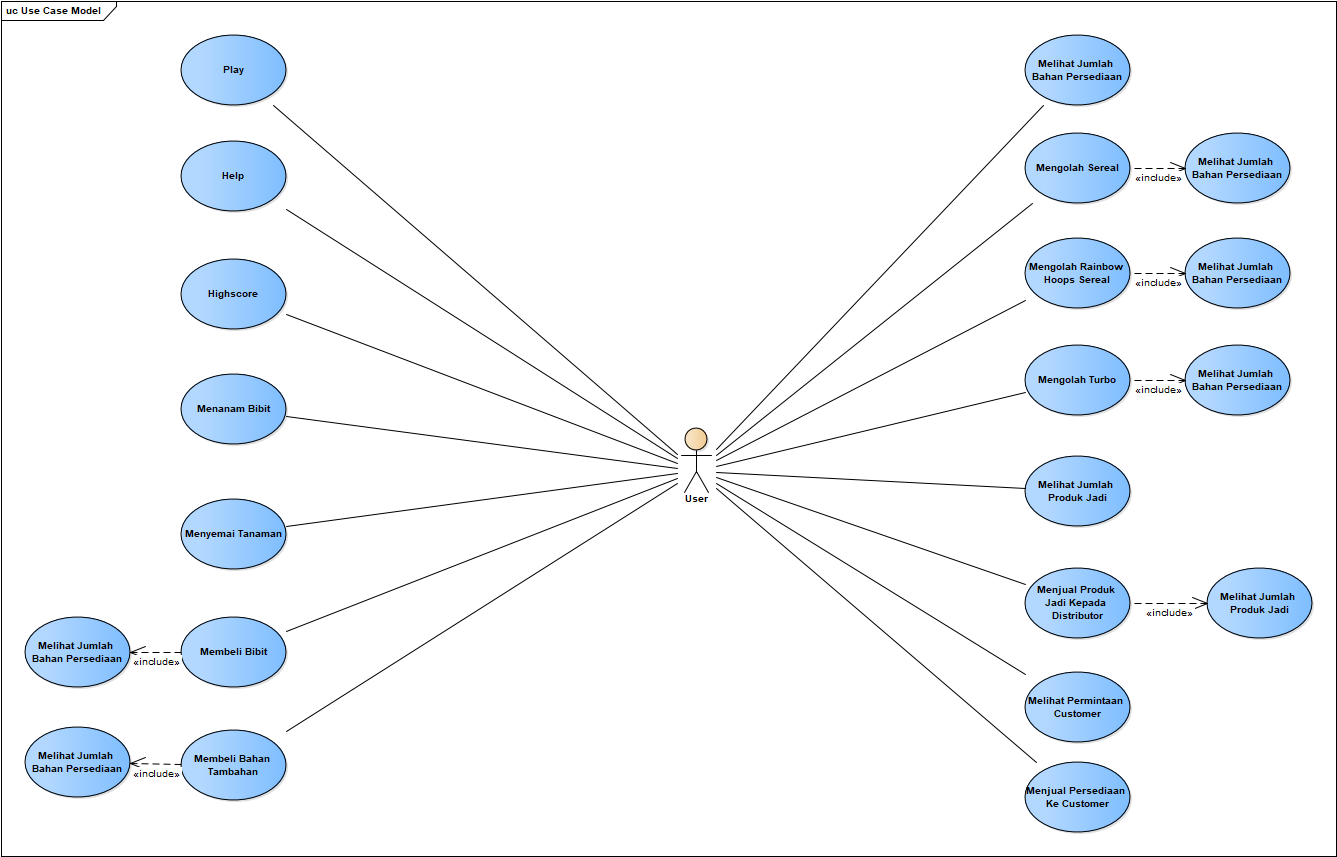 uc Use Case Model
Play
Help
Highscore
Menanam Bibit
Menyemai Tanaman
Membeli Bibit
«include»
Melihat Jumlah
Bahan Persediaan
Membeli Bahan
Tambahan
«include»
Melihat Jumlah
Bahan Persediaan
User
Melihat Jumlah
Bahan Persediaan
Mengolah Sereal
«include»
Melihat Jumlah
Bahan Persediaan
Mengolah Rainbow
Hoops Sereal
«include»
Melihat Jumlah
Bahan Persediaan
Mengolah Turbo
«include»
Melihat Jumlah
Bahan Persediaan
Melihat Jumlah
Produk Jadi
Menjual Produk
Jadi Kepada
Distributor
«include»
Melihat Jumlah
Produk Jadi
Melihat Permintaan
Customer
Menjual Persediaan
Ke Customer